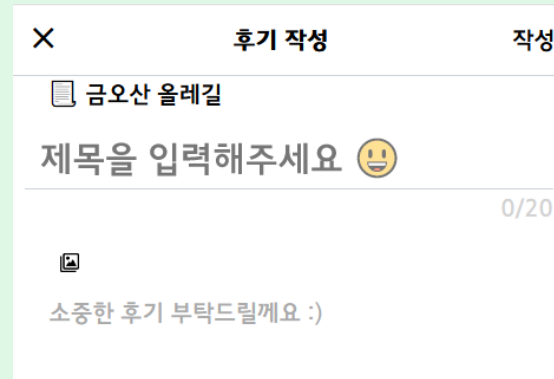 후기 작성
작성
금오산 올레길
제목을 입력해주세요 😃
0/20
소중한 후기 부탁드릴께요 :)